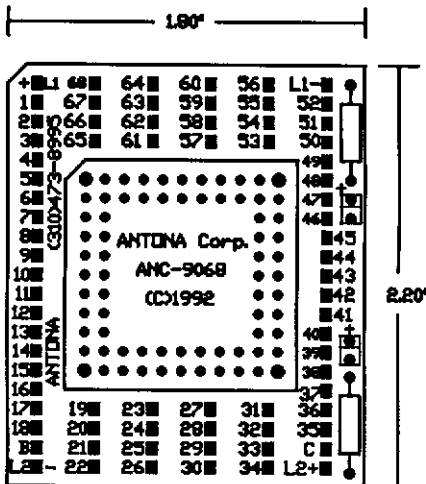 1.80"
+ L1 68 64 60 56 L1-
1 67 63 59 55 52
2 66 62 58 54 51
3 65 61 57 53 50
4 49
5 48
6 47 +
7 46
8 45
9 44
10 43
11 42
12 41
13 40 +
14 39
15 38
16 37
17 19 23 27 31 36
18 20 24 28 32 35
B 21 25 29 33 C
L2- 22 26 30 34 L2+
(310)473-8995
ANTONA
ANTONA Corp.
ANC-9068
(C)1992
2.20"